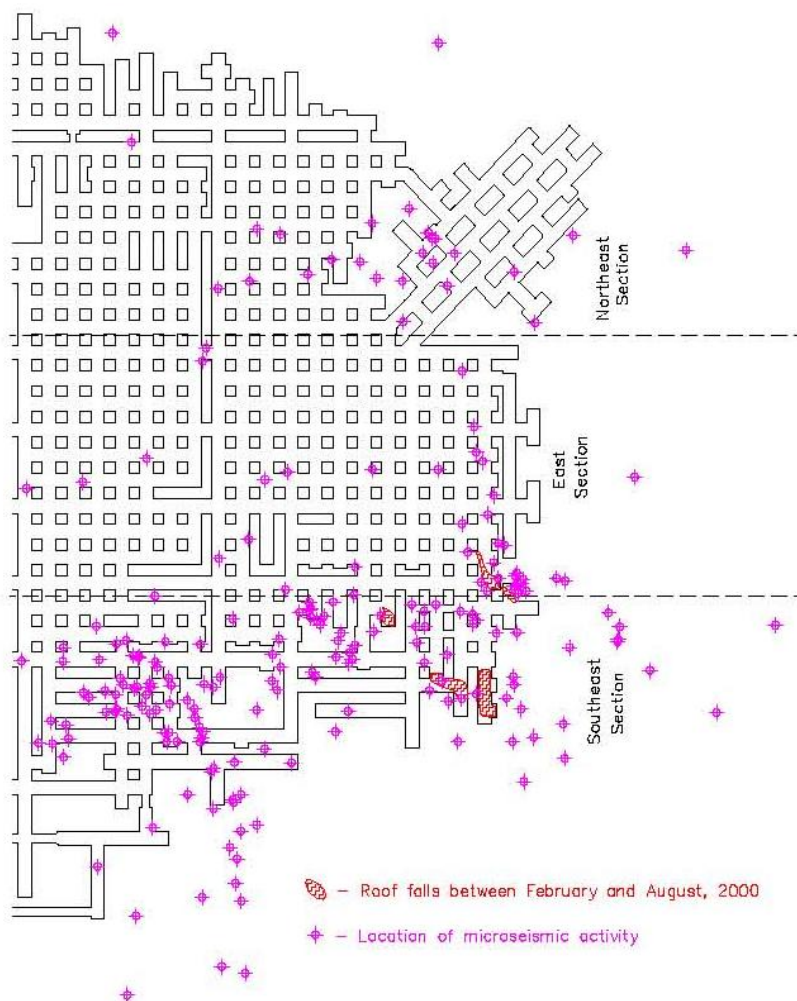 Northeast
Section
East
Section
Southeast
Section
– Roof falls between February and August, 2000
– Location of microseismic activity